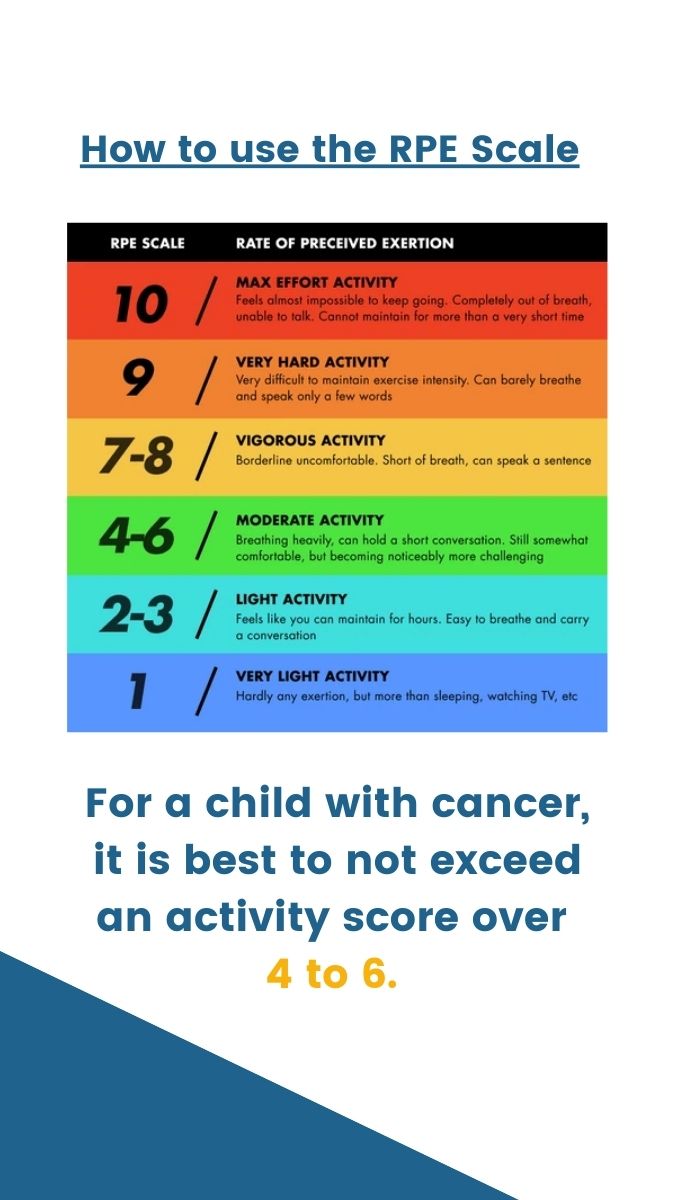 How to use the RPE Scale
RPE SCALE RATE OF PRECEIVED EXERTION
10 / MAX EFFORT ACTIVITY
Feels almost impossible to keep going. Completely out of breath,
unable to talk. Cannot maintain for more than a very short time
9 / VERY HARD ACTIVITY
Very difficult to maintain exercise intensity. Can barely breathe
and speak only a few words
7-8 / VIGOROUS ACTIVITY
Borderline uncomfortable. Short of breath, can speak a sentence
4-6 / MODERATE ACTIVITY
Breathing heavily, can hold a short conversation. Still somewhat
comfortable, but becoming noticeably more challenging
2-3 / LIGHT ACTIVITY
Feels like you can maintain for hours. Easy to breathe and carry
a conversation
1 / VERY LIGHT ACTIVITY
Hardly any exertion, but more than sleeping, watching TV, etc
For a child with cancer,
it is best to not exceed
an activity score over
4 to 6.